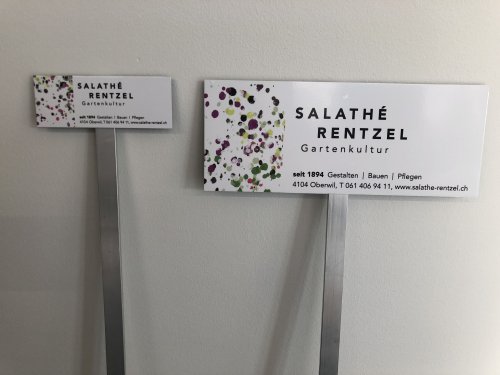 SALATHÉ
RENTZEL
Gartenkultur
seit 1894 Gestalten | Bauen | Pflegen
4104 Oberwil, T 061 406 94 11, www.salathe-rentzel.ch
SALATHÉ
RENTZEL
Gartenkultur
seit 1894 Gestalten | Bauen | Pflegen
4104 Oberwil, T 061 406 94 11, www.salathe-rentzel.ch